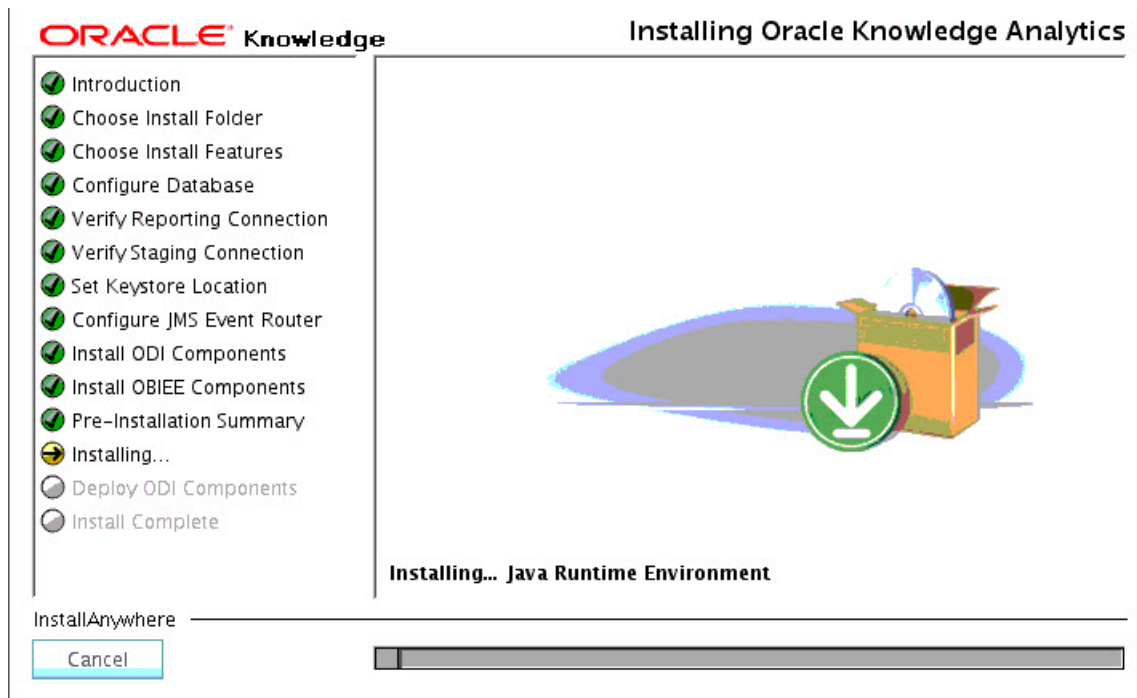 ORACLE Knowledge
Installing Oracle Knowledge Analytics
Introduction
Choose Install Folder
Choose Install Features
Configure Database
Verify Reporting Connection
Verify Staging Connection
Set Keystore Location
Configure JMS Event Router
Install ODI Components
Install OBIEE Components
Pre-Installation Summary
Installing...
Deploy ODI Components
Install Complete
Installing... Java Runtime Environment
InstallAnywhere
Cancel